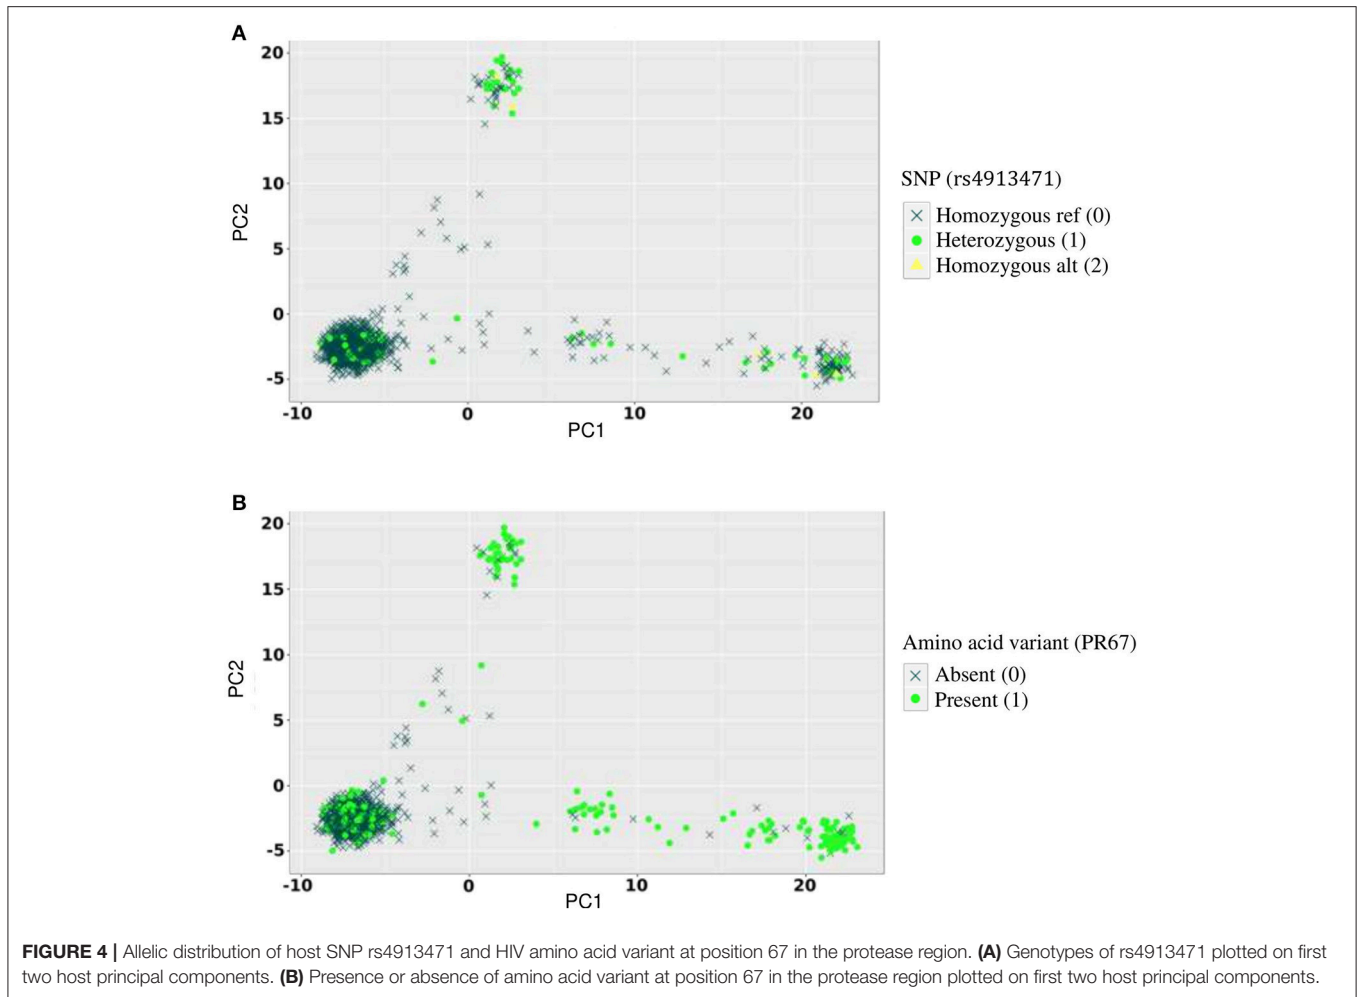 A
20
15
10
5
0
-5
PC2
-10 0 10 20
PC1
SNP (rs4913471)
Homozygous ref (0)
Heterozygous (1)
Homozygous alt (2)
B
20
15
10
5
0
-5
PC2
-10 0 10 20
PC1
Amino acid variant (PR67)
Absent (0)
Present (1)
FIGURE 4 | Allelic distribution of host SNP rs4913471 and HIV amino acid variant at position 67 in the protease region. (A) Genotypes of rs4913471 plotted on first
two host principal components. (B) Presence or absence of amino acid variant at position 67 in the protease region plotted on first two host principal components.